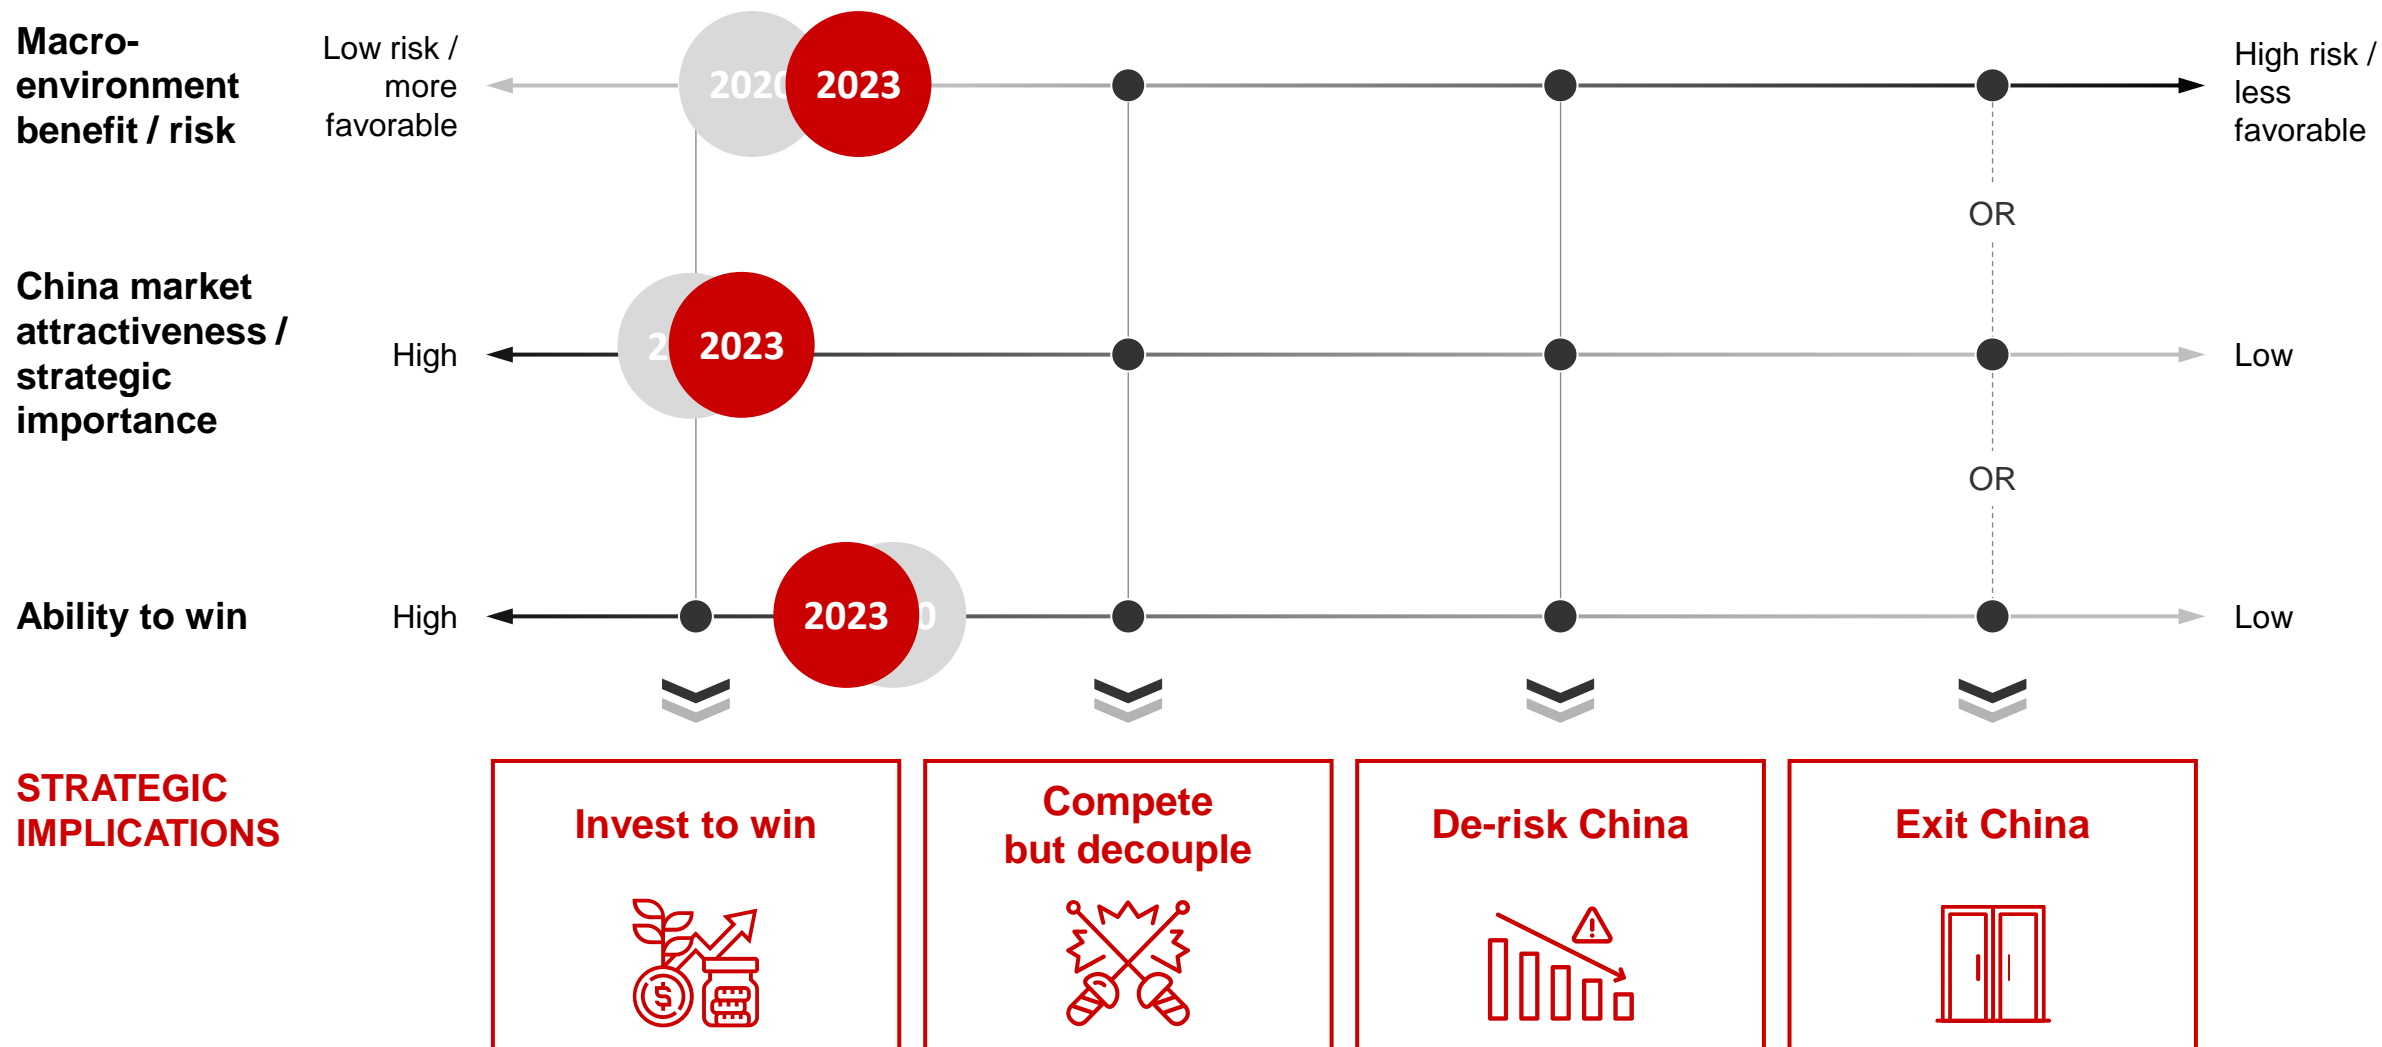 Macro-
environment
benefit / risk
Low risk /
more
favorable
2020
2023
High risk /
less
favorable
OR
China market
attractiveness /
strategic
importance
High
2023
Low
OR
Ability to win
High
2023
Low
STRATEGIC
IMPLICATIONS
Invest to win
Compete
but decouple
De-risk China
Exit China
$